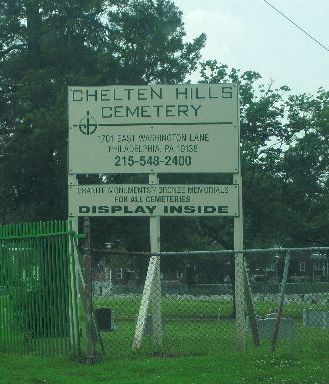 CHELTEN HILLS
CEMETERY
1701 EAST WASHINGTON LANE
PHILADELPHIA, PA 19138
215-548-2400
GRANITE MONUMENTS * BRONZE MEMORIALS
FOR ALL CEMETERIES
DISPLAY INSIDE